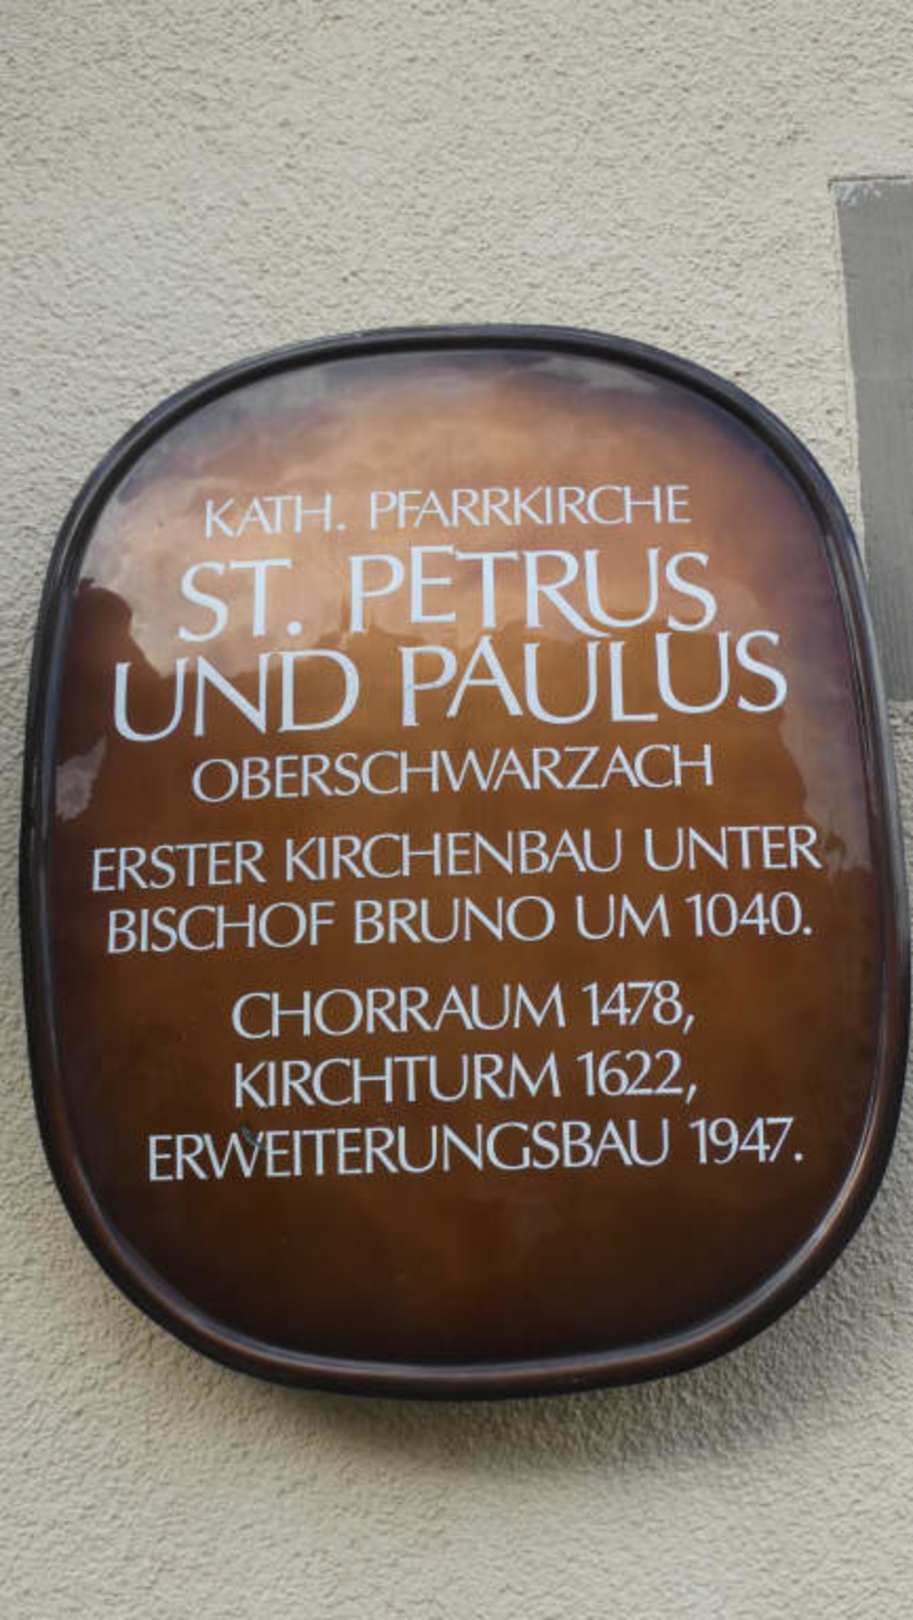 KATH. PFARRKIRCHE
ST. PETRUS
UND PAULUS
OBERSCHWARZACH
ERSTER KIRCHENBAU UNTER
BISCHOF BRUNO UM 1040.
CHORRAUM 1478,
KIRCHTURM 1622,
ERWEITERUNGSBAU 1947.